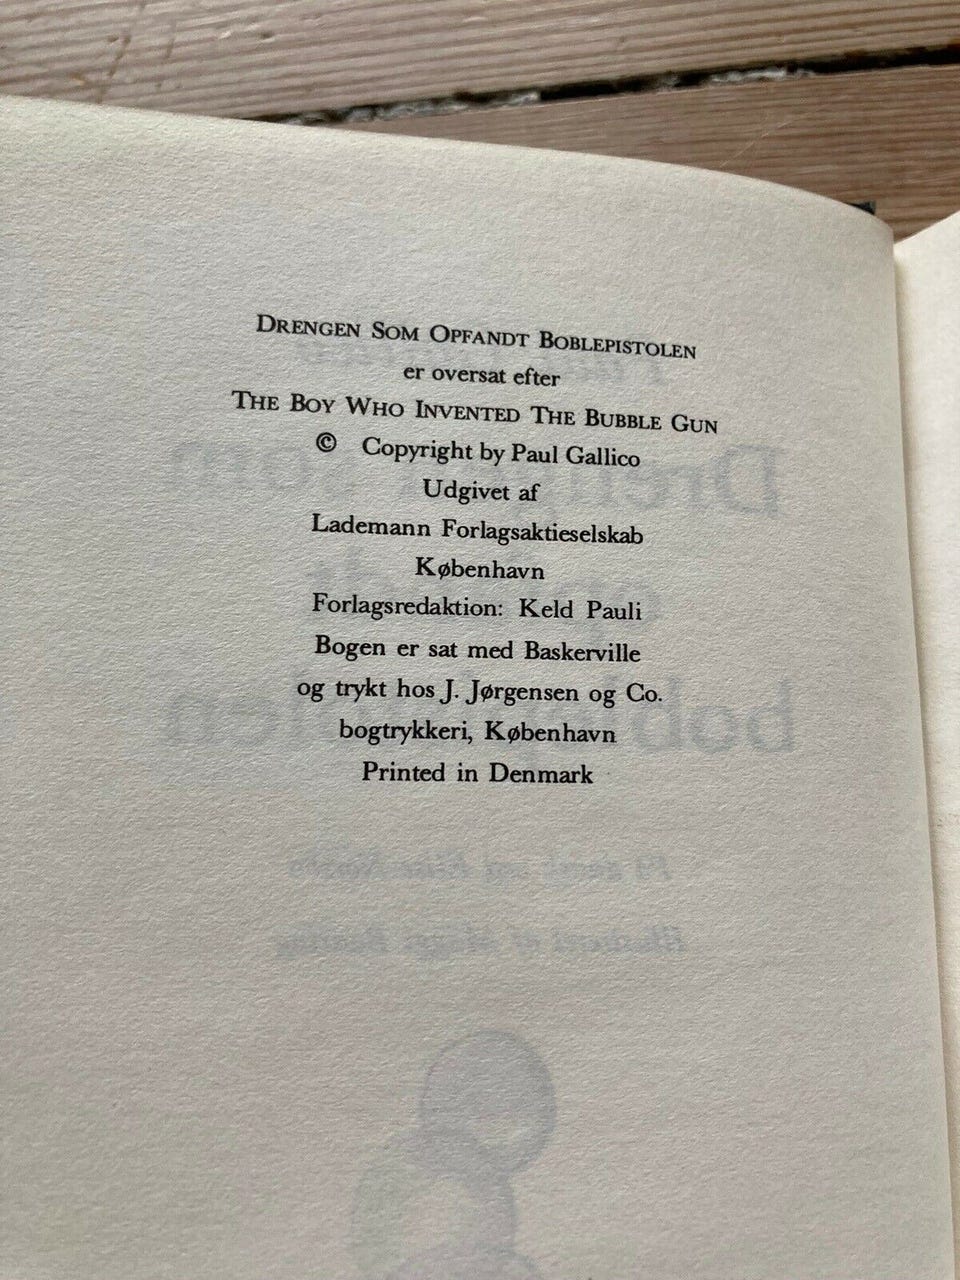 DRENGEN SOM OPFANDT BOBLEPISTOLEN
er oversat efter
THE BOY WHO INVENTED THE BUBBLE GUN
© Copyright by Paul Gallico
Udgivet af
Lademann Forlagsaktieselskab
København
Forlagsredaktion: Keld Pauli
Bogen er sat med Baskerville
og trykt hos J. Jørgensen og Co.
bogtrykkeri, København
Printed in Denmark